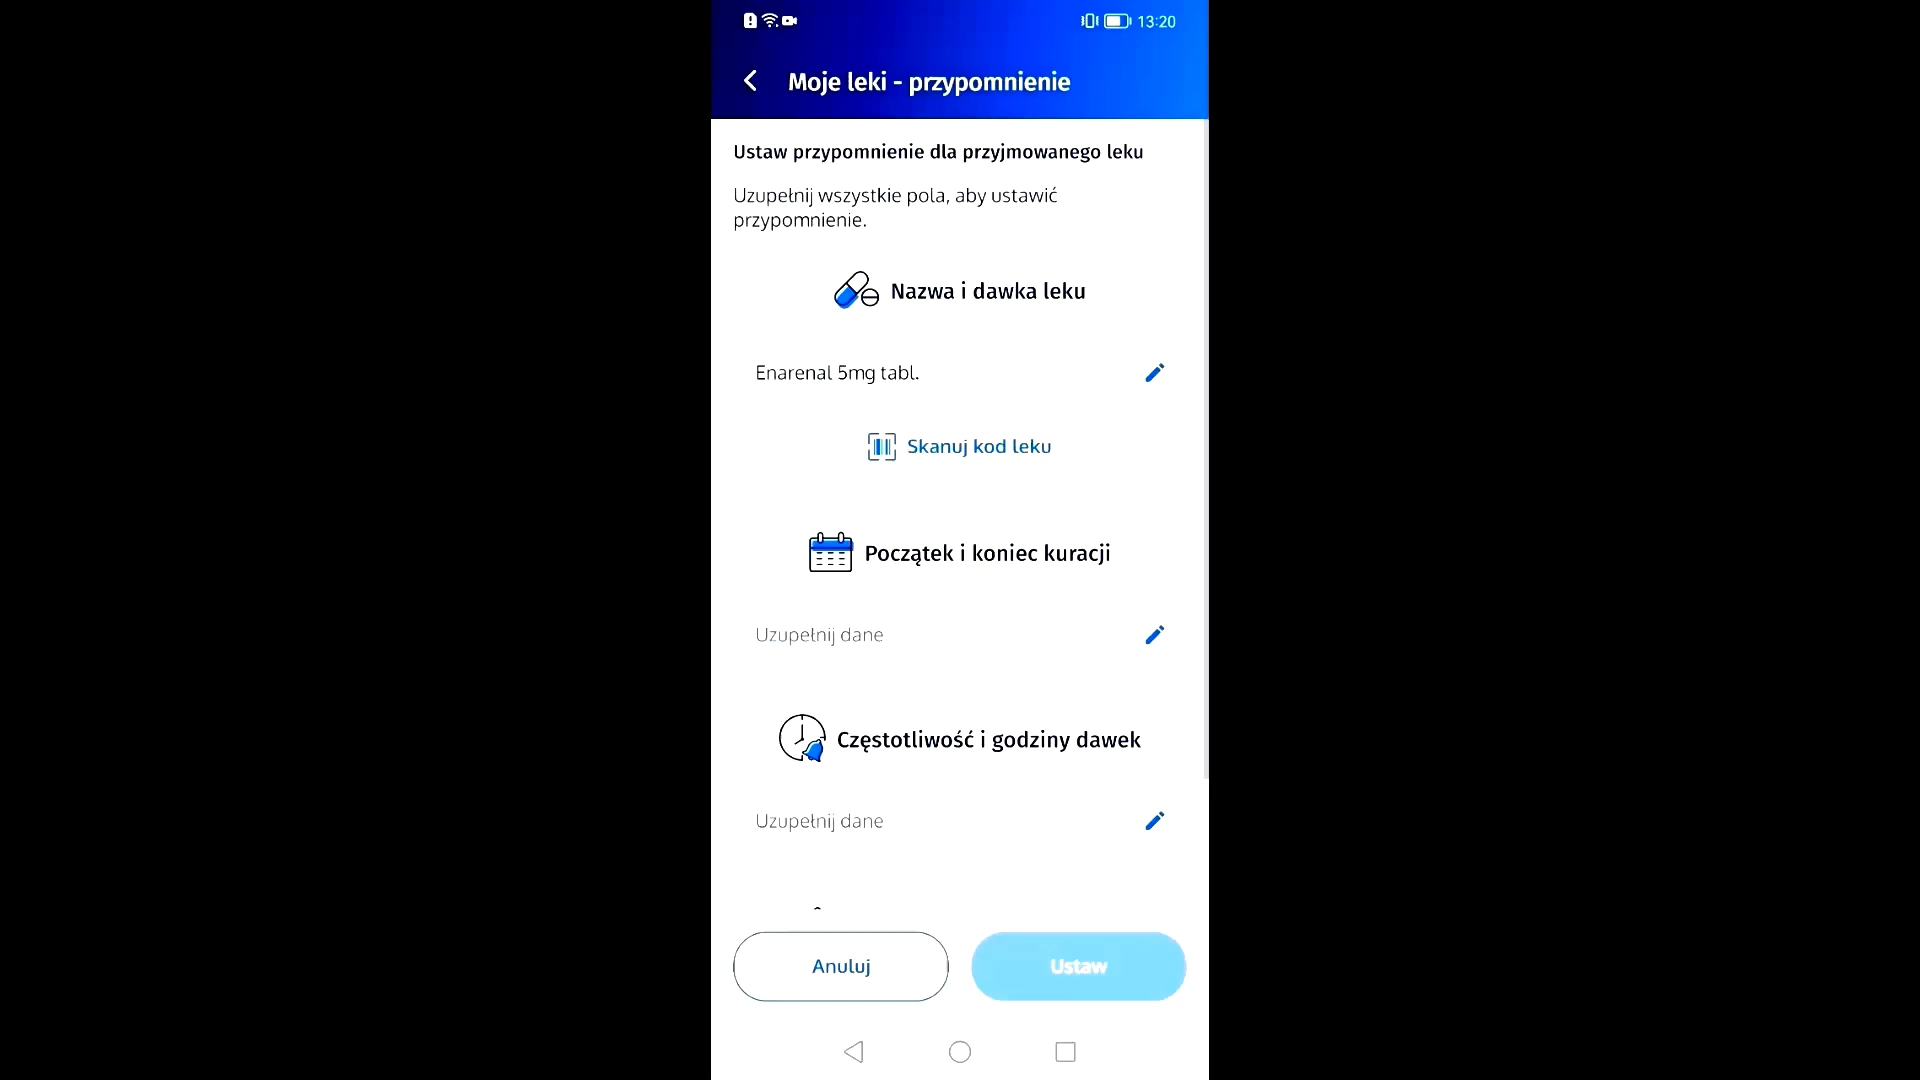 13:20
Moje leki - przypomnienie
Ustaw przypomnienie dla przyjmowanego leku
Uzupełnij wszystkie pola, aby ustawić
przypomnienie.
Nazwa i dawka leku
Enarenal 5mg tabl.
Skanuj kod leku
Początek i koniec kuracji
Uzupełnij dane
Częstotliwość i godziny dawek
Uzupełnij dane
Anuluj
Ustaw